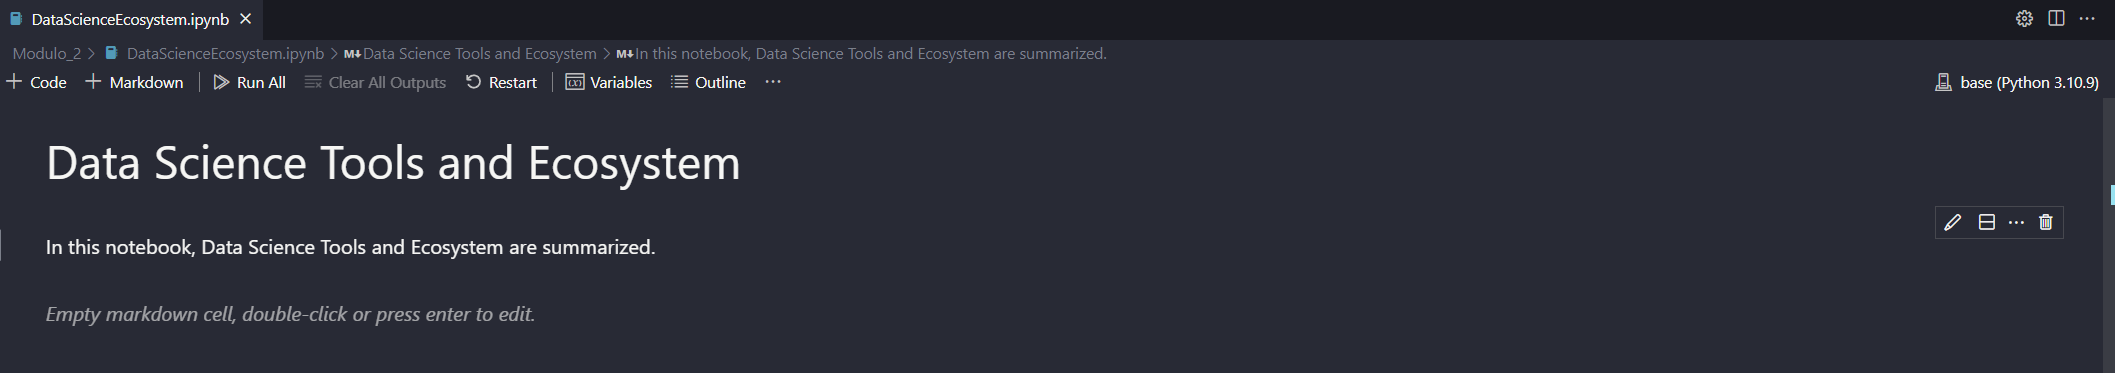 DataScienceEcosystem.ipynb
Modulo_2 > DataScienceEcosystem.ipynb > M↓Data Science Tools and Ecosystem > M↓In this notebook, Data Science Tools and Ecosystem are summarized.
+ Code + Markdown | Run All Clear All Outputs Restart | (x) Variables Outline ··· base (Python 3.10.9)
Data Science Tools and Ecosystem
In this notebook, Data Science Tools and Ecosystem are summarized.
Empty markdown cell, double-click or press enter to edit.